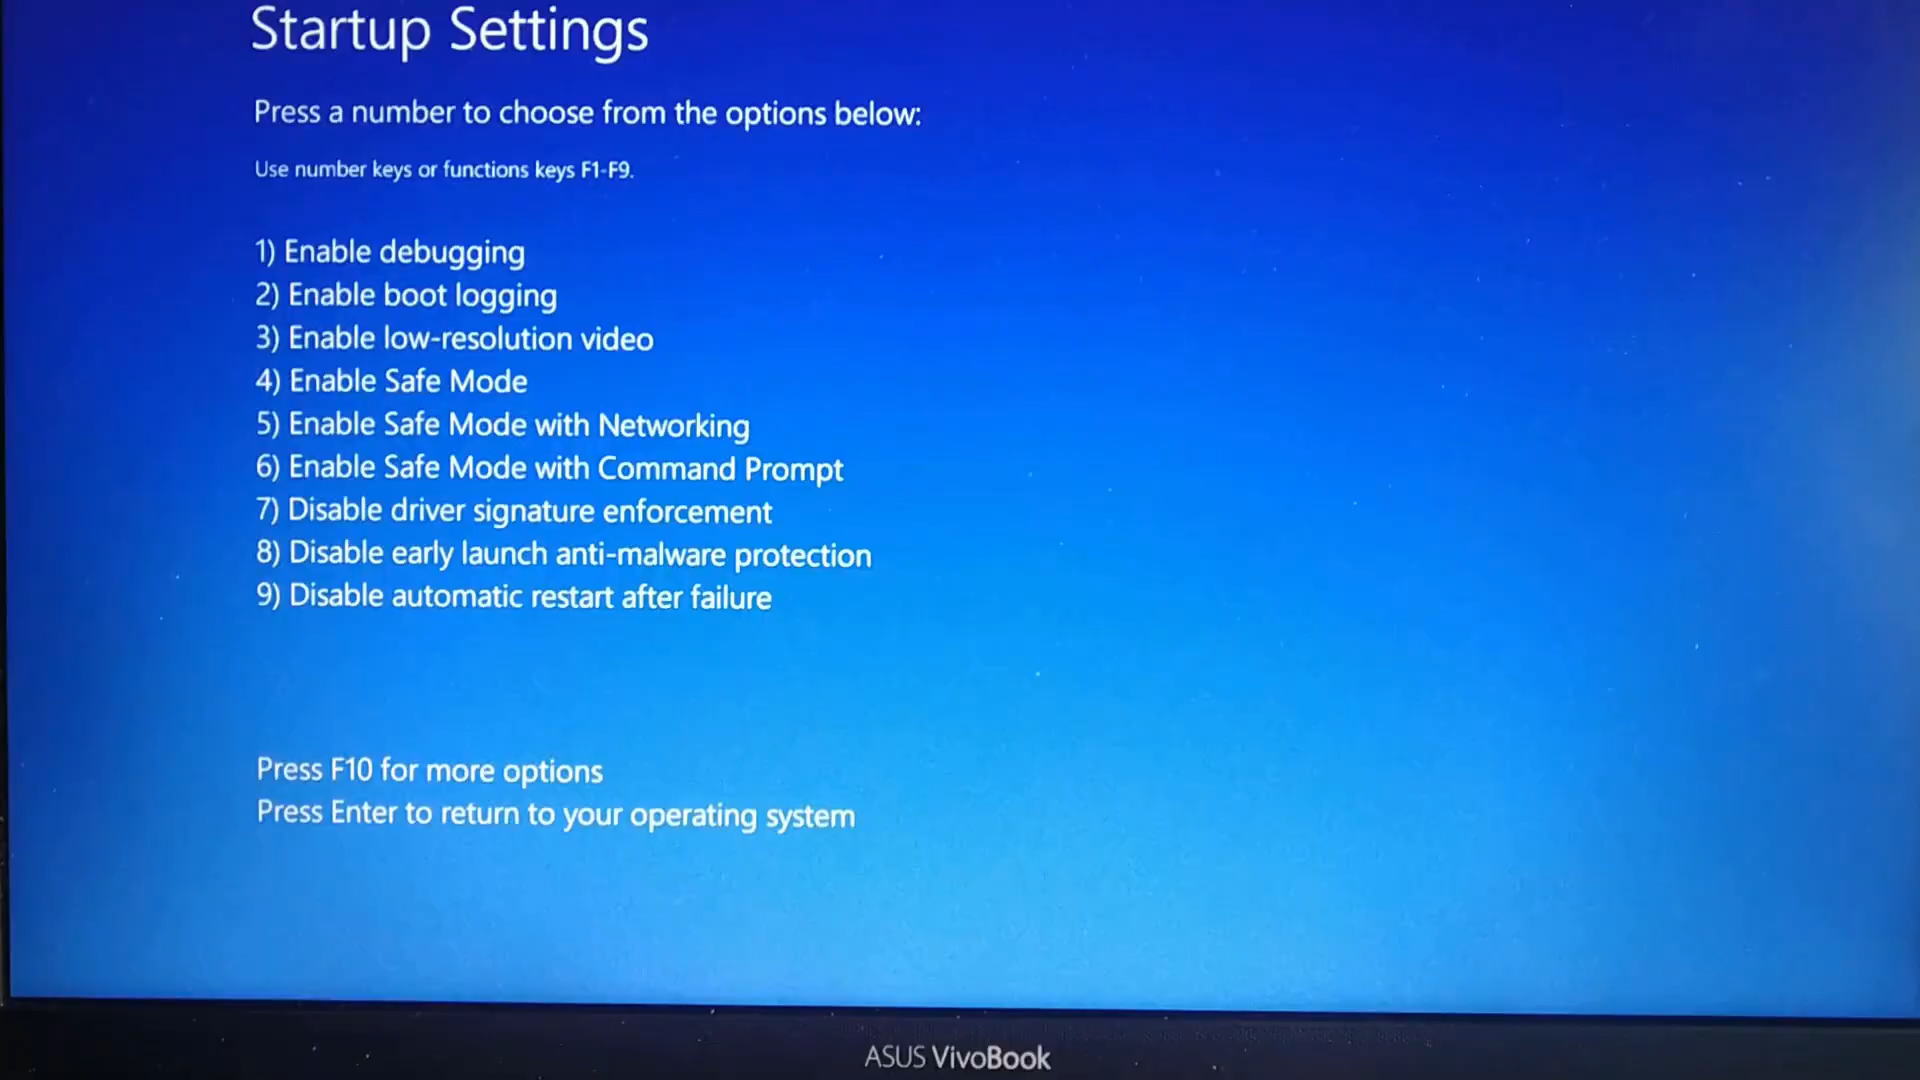 Startup Settings
Press a number to choose from the options below:
Use number keys or functions keys F1-F9.
1) Enable debugging
2) Enable boot logging
3) Enable low-resolution video
4) Enable Safe Mode
5) Enable Safe Mode with Networking
6) Enable Safe Mode with Command Prompt
7) Disable driver signature enforcement
8) Disable early launch anti-malware protection
9) Disable automatic restart after failure
Press F10 for more options
Press Enter to return to your operating system
ASUS VivoBook